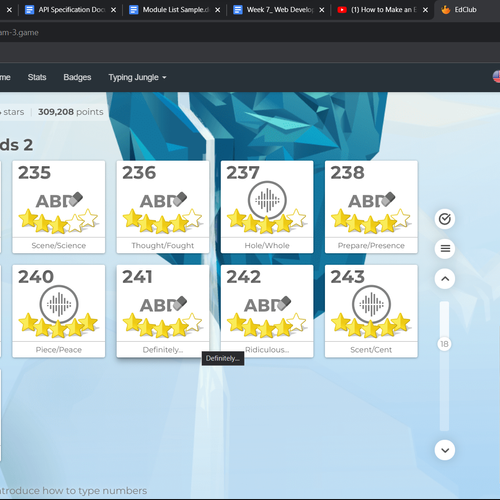 API Specification Doc
Module List Sample.d
Week 7_ Web Develop
(1) How to Make an
EdClub
am-3.game
me Stats Badges Typing Jungle
stars 309,208 points
ds 2
235 236 237 238
ABC ABC ABC
Scene/Science Thought/Fought Hole/Whole Prepare/Presence
240 241 242 243
ABC ABC
Piece/Peace Definitely... Ridiculous... Scent/Cent
Definitely...
18
ntroduce how to type numbers